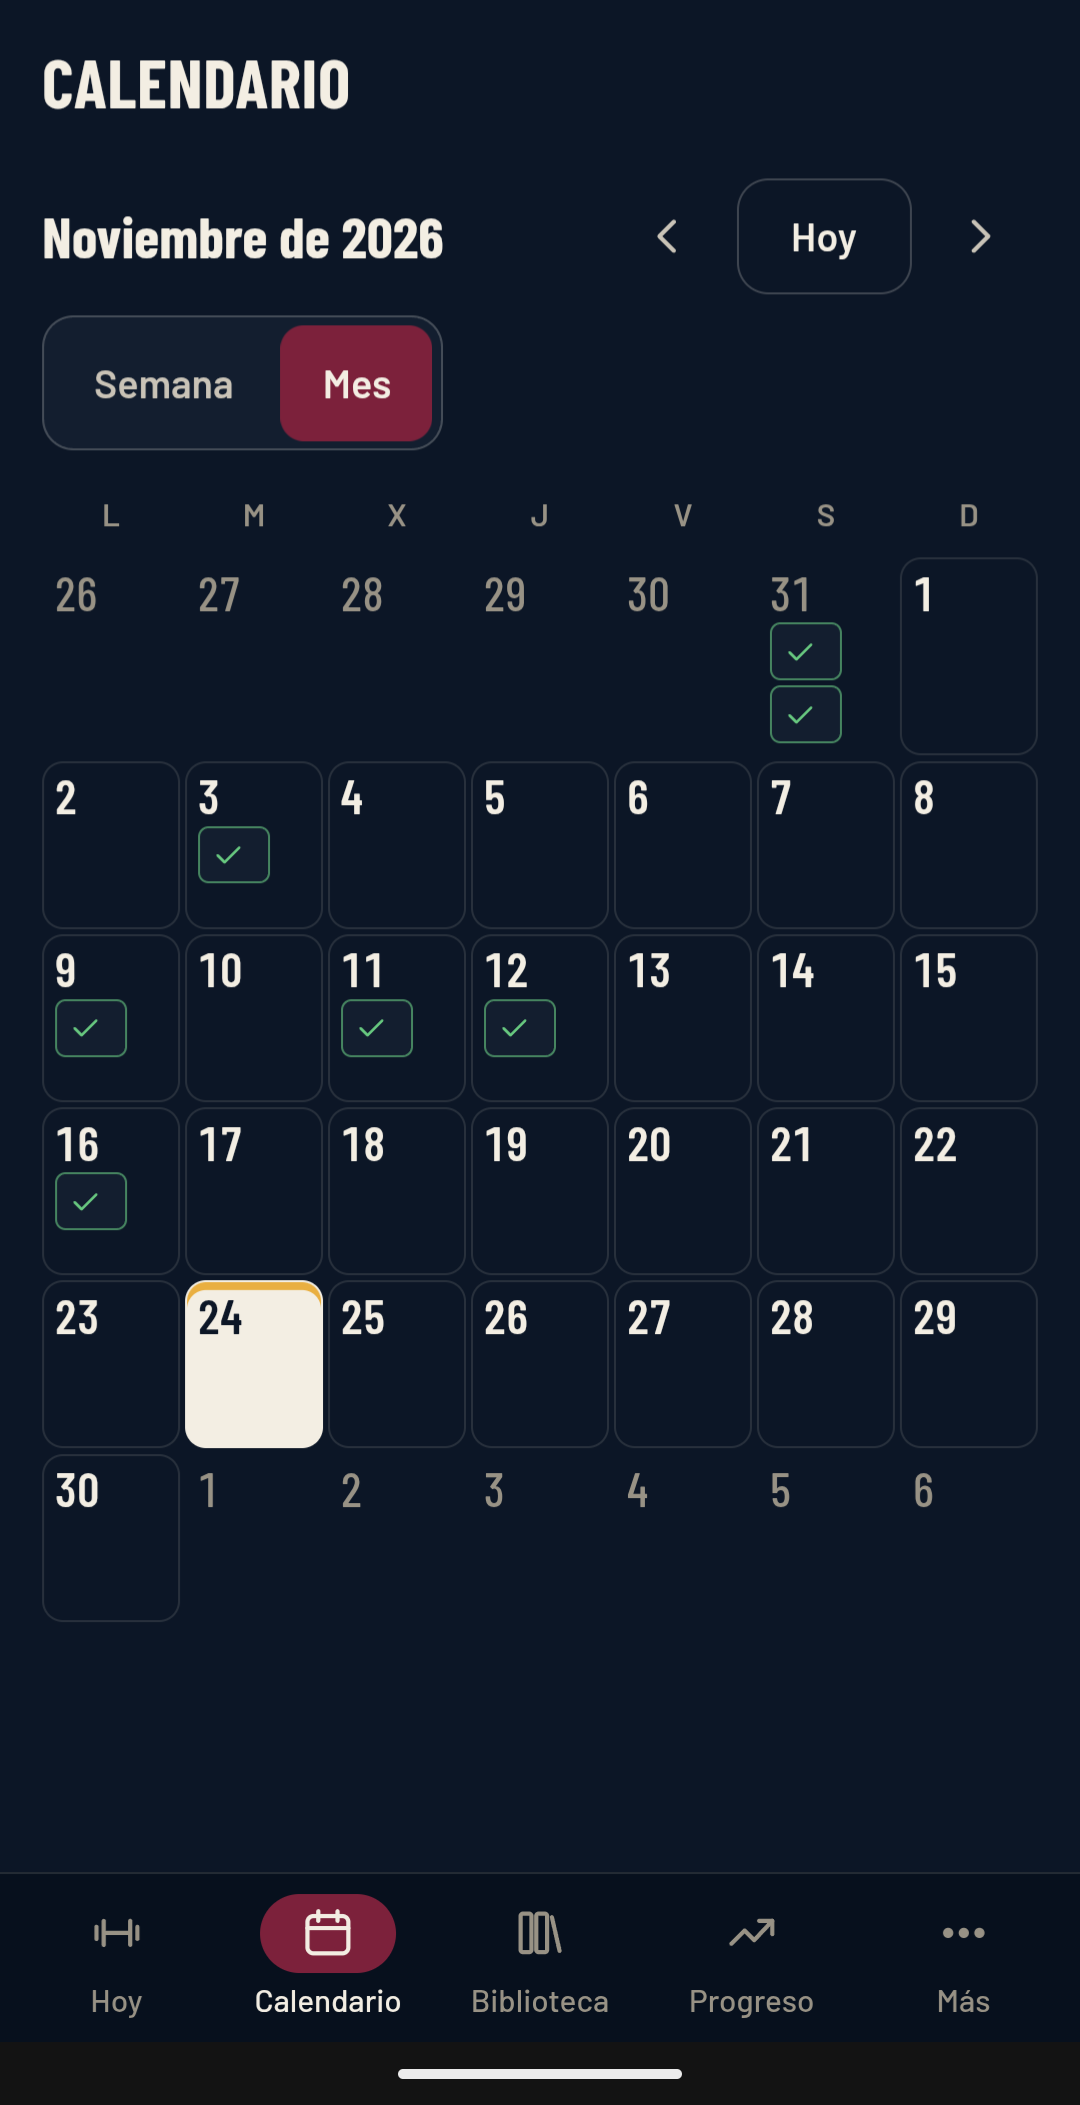 CALENDARIO
Noviembre de 2026
Hoy
Semana Mes
L M X J V S D
26 27 28 29 30 31 1
2 3 4 5 6 7 8
9 10 11 12 13 14 15
16 17 18 19 20 21 22
23 24 25 26 27 28 29
30 1 2 3 4 5 6
Hoy Calendario Biblioteca Progreso Más